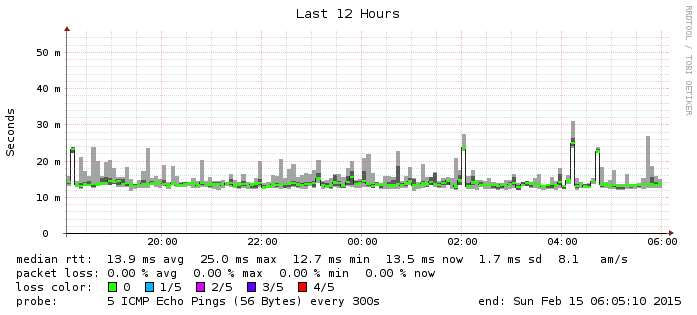 Last 12 Hours
RRDTOOL / TOBI OETIKER
Seconds
50 m
40 m
30 m
20 m
10 m
0
20:00 22:00 00:00 02:00 04:00 06:00
median rtt: 13.9 ms avg 25.0 ms max 12.7 ms min 13.5 ms now 1.7 ms sd 8.1 am/s
packet loss: 0.00 % avg 0.00 % max 0.00 % min 0.00 % now
loss color: 0 1/5 2/5 3/5 4/5
probe: 5 ICMP Echo Pings (56 Bytes) every 300s end: Sun Feb 15 06:05:10 2015